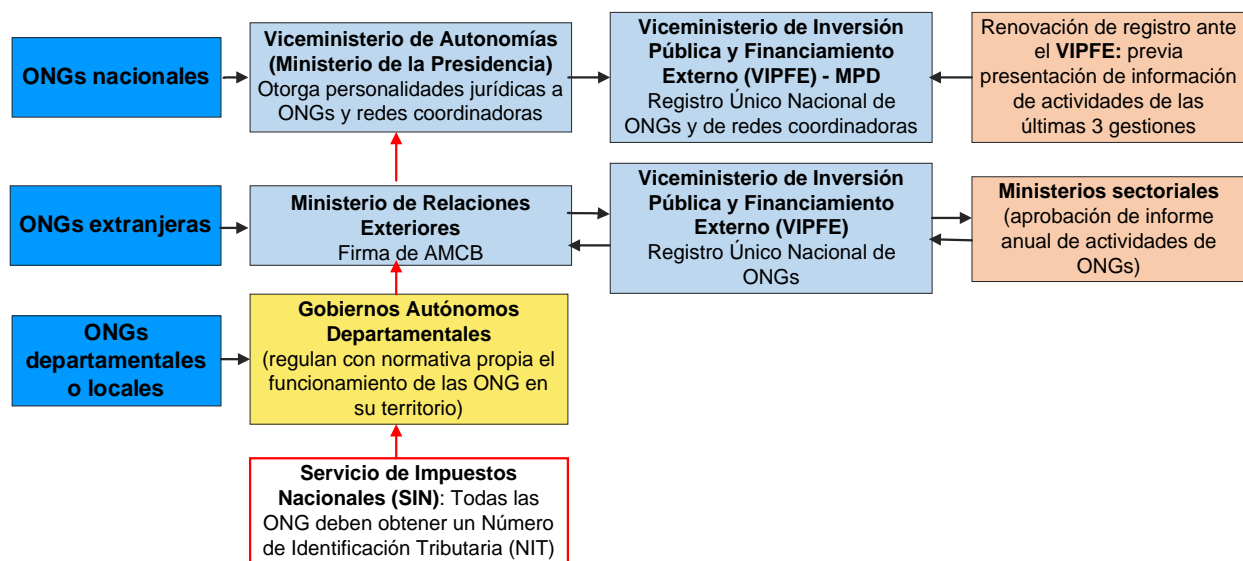 ONGs nacionales
Viceministerio de Autonomías
(Ministerio de la Presidencia)
Otorga personalidades jurídicas a
ONGs y redes coordinadoras
Viceministerio de Inversión
Pública y Financiamiento
Externo (VIPFE) - MPD
Registro Único Nacional de
ONGs y de redes coordinadoras
Renovación de registro ante
el VIPFE: previa
presentación de información
de actividades de las
últimas 3 gestiones
ONGs extranjeras
Ministerio de Relaciones
Exteriores
Firma de AMCB
Viceministerio de Inversión
Pública y Financiamiento
Externo (VIPFE)
Registro Único Nacional de
ONGs
Ministerios sectoriales
(aprobación de informe
anual de actividades de
ONGs)
ONGs
departamentales
o locales
Gobiernos Autónomos
Departamentales
(regulan con normativa propia el
funcionamiento de las ONG en
su territorio)
Servicio de Impuestos
Nacionales (SIN): Todas las
ONG deben obtener un Número
de Identificación Tributaria (NIT)